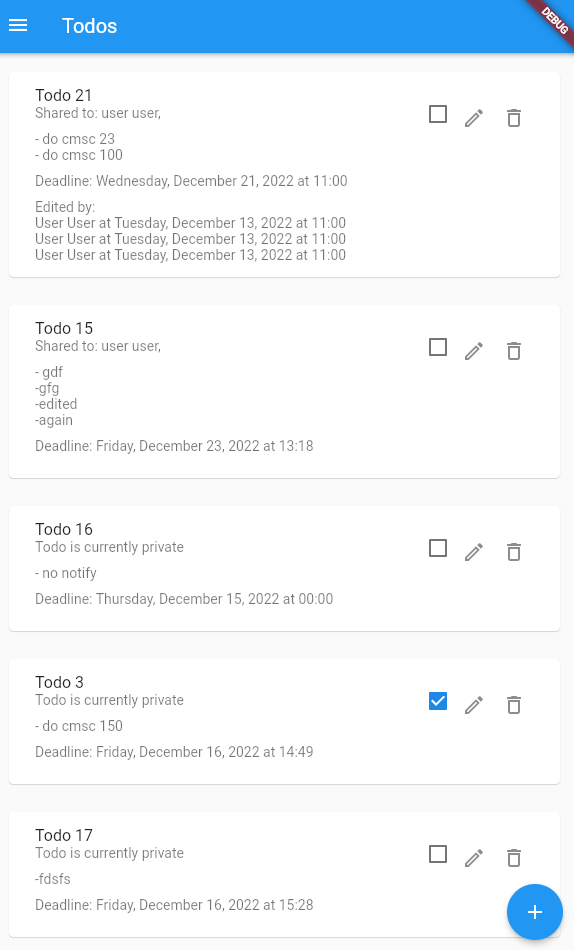 Todos
DEBUG
Todo 21
Shared to: user user,
- do cmsc 23
- do cmsc 100
Deadline: Wednesday, December 21, 2022 at 11:00
Edited by:
User User at Tuesday, December 13, 2022 at 11:00
User User at Tuesday, December 13, 2022 at 11:00
User User at Tuesday, December 13, 2022 at 11:00
Todo 15
Shared to: user user,
- gdf
-gfg
-edited
-again
Deadline: Friday, December 23, 2022 at 13:18
Todo 16
Todo is currently private
- no notify
Deadline: Thursday, December 15, 2022 at 00:00
Todo 3
Todo is currently private
- do cmsc 150
Deadline: Friday, December 16, 2022 at 14:49
Todo 17
Todo is currently private
-fdsfs
Deadline: Friday, December 16, 2022 at 15:28